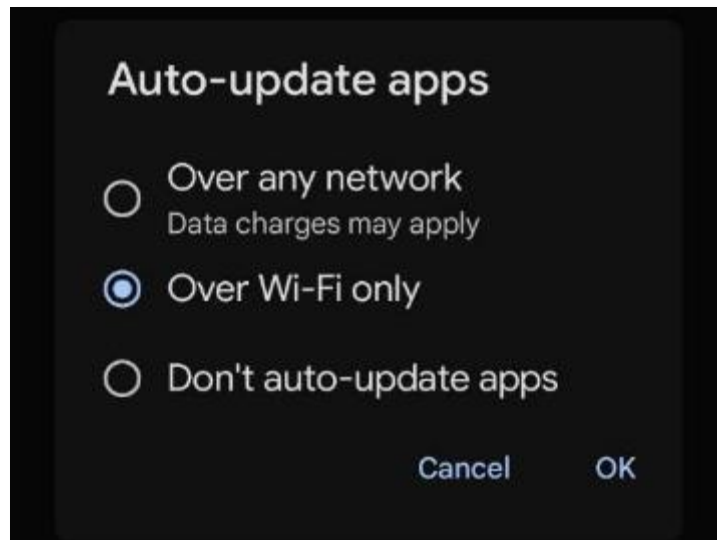 Auto-update apps
Over any network
Data charges may apply
Over Wi-Fi only
Don't auto-update apps
Cancel OK